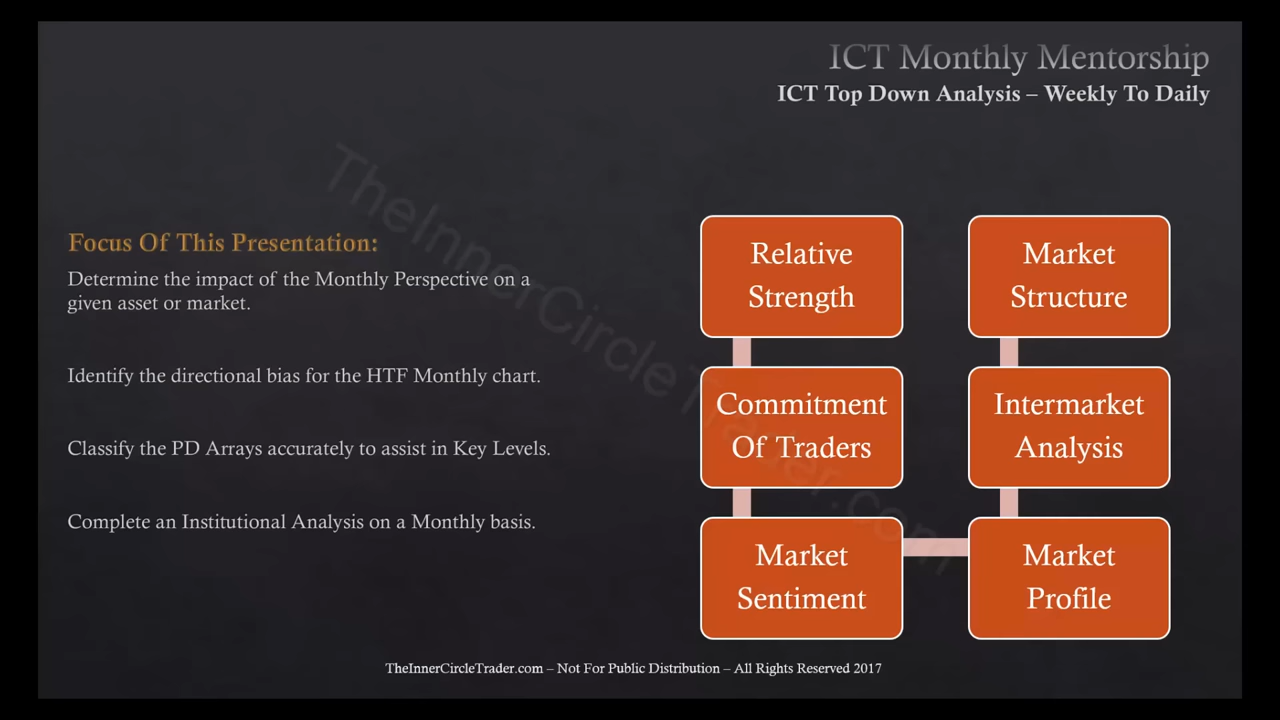 ICT Monthly Mentorship
ICT Top Down Analysis – Weekly To Daily
TheInnerCircleTrader.com
Focus Of This Presentation:
Determine the impact of the Monthly Perspective on a
given asset or market.
Identify the directional bias for the HTF Monthly chart.
Classify the PD Arrays accurately to assist in Key Levels.
Complete an Institutional Analysis on a Monthly basis.
Relative
Strength
Commitment
Of Traders
Market
Sentiment
Market
Profile
Intermarket
Analysis
Market
Structure
TheInnerCircleTrader.com – Not For Public Distribution – All Rights Reserved 2017